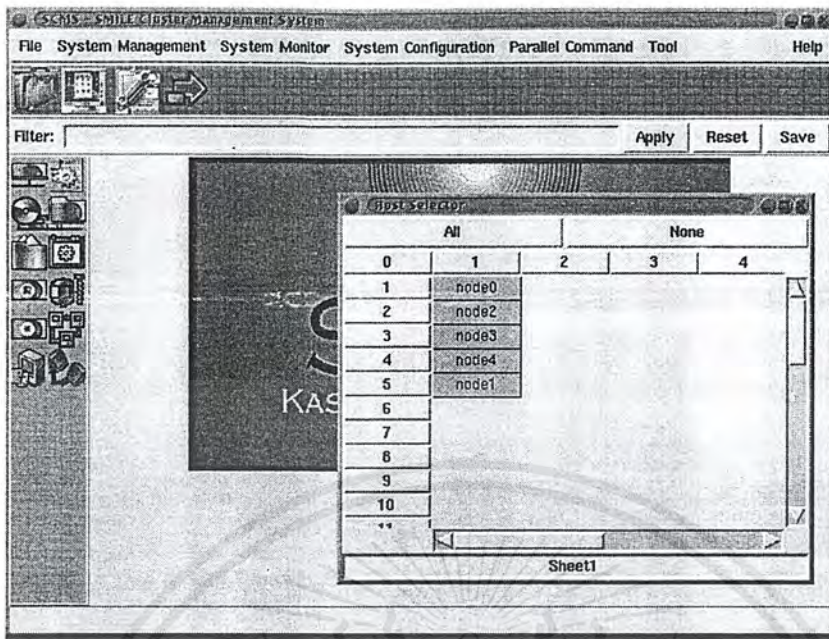 SCMS - SMILE Cluster Management System
File System Management System Monitor System Configuration Parallel Command Tool Help
Filter: Apply Reset Save
Host Selector
All None
0 1 2 3 4
1 node0
2 node2
3 node3
4 node4
5 node1
6
7
8
9
10
11
S
KAS
Sheet1